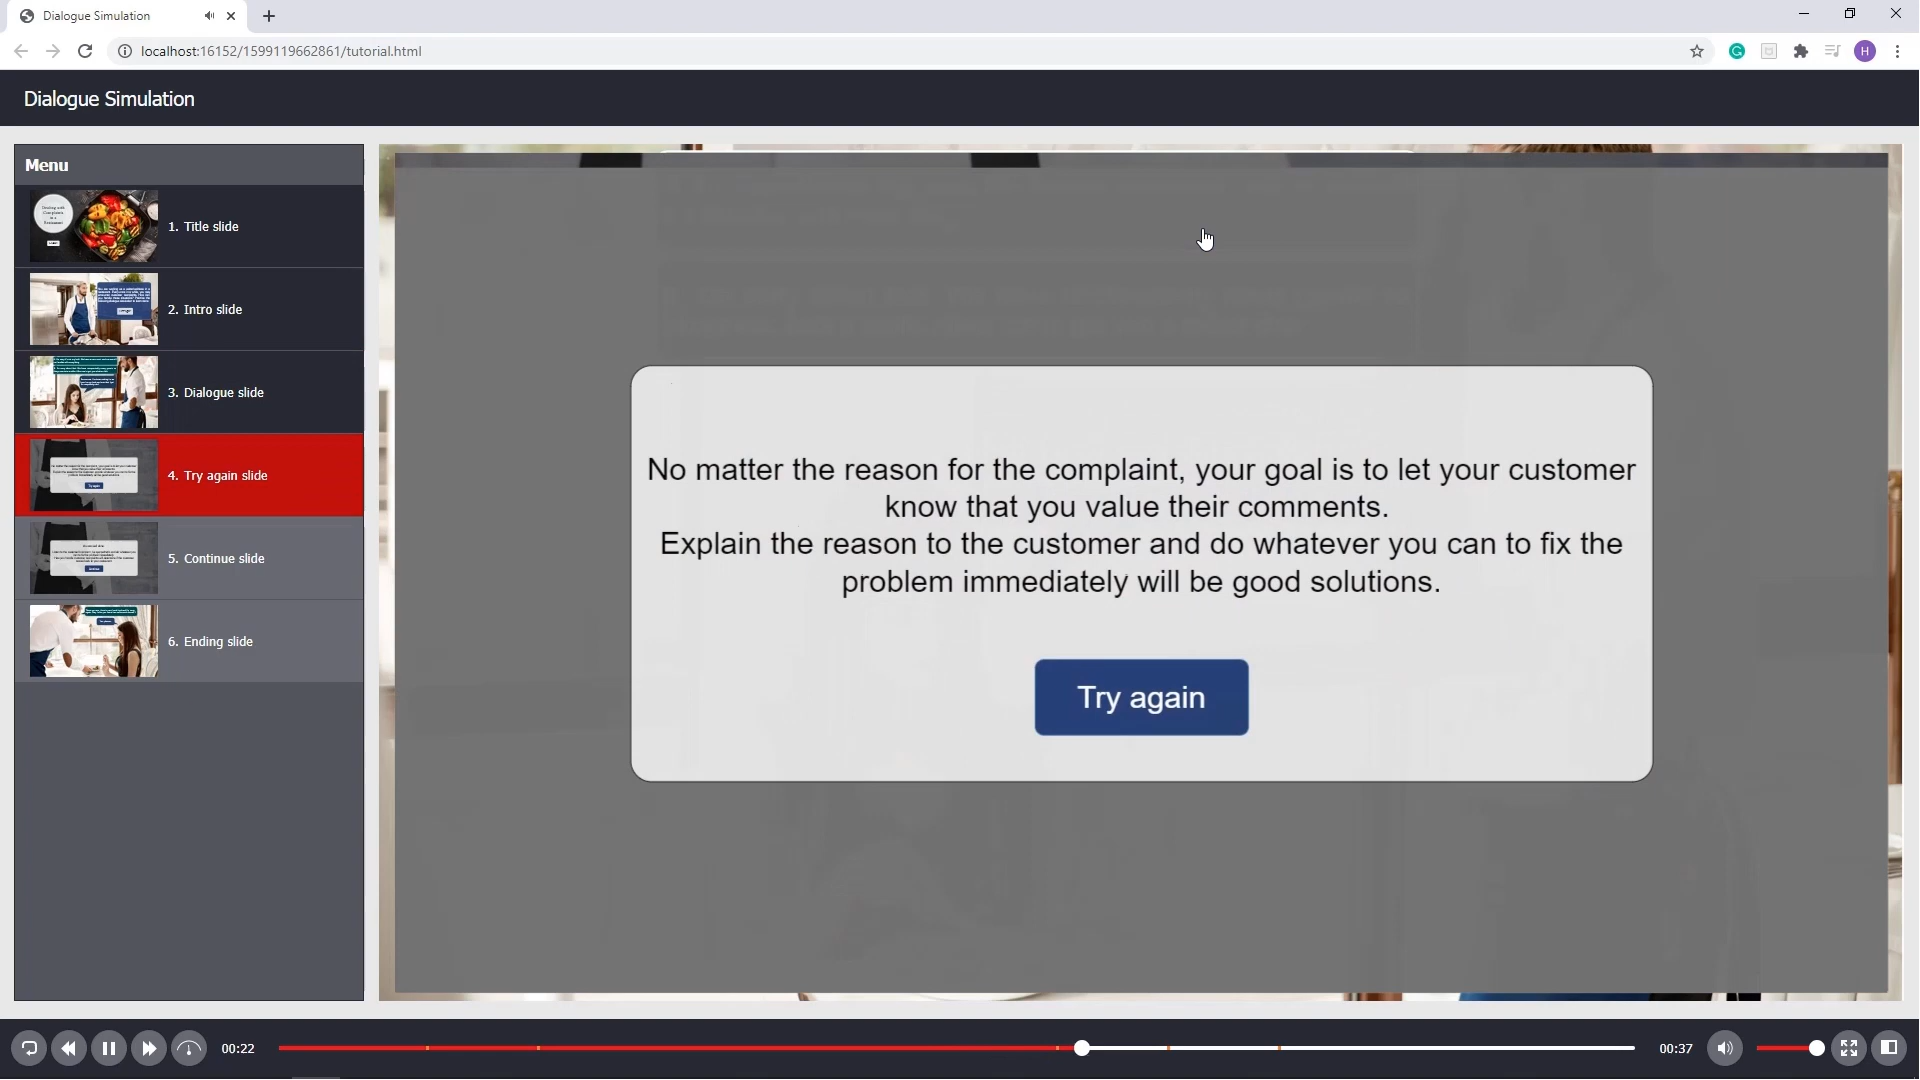 Dialogue Simulation
localhost:16152/1599119662861/tutorial.html
H
Dialogue Simulation
Menu
1. Title slide
2. Intro slide
3. Dialogue slide
4. Try again slide
5. Continue slide
6. Ending slide
No matter the reason for the complaint, your goal is to let your customer
know that you value their comments.
Explain the reason to the customer and do whatever you can to fix the
problem immediately will be good solutions.
Try again
00:22
00:37